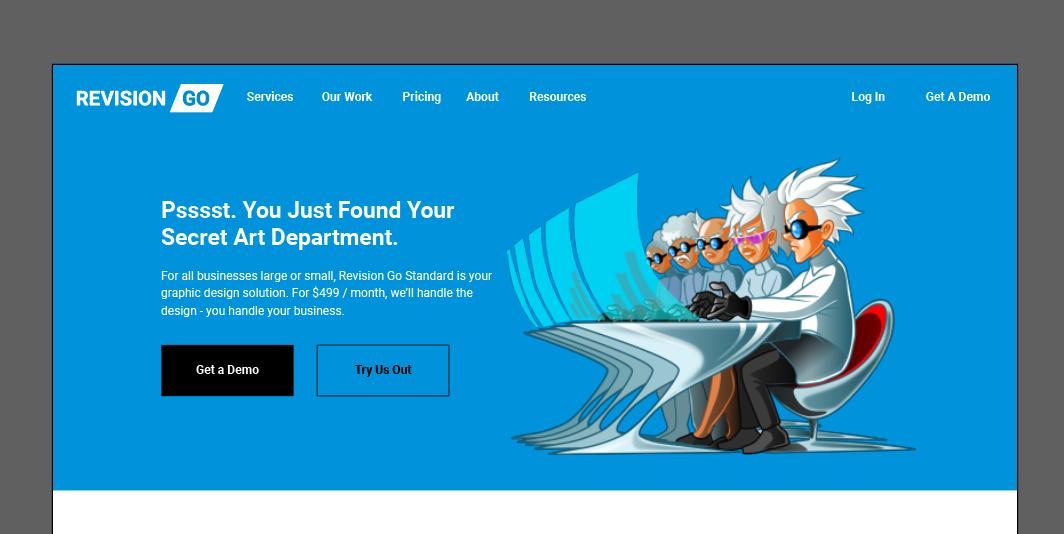 REVISION GO
Services
Our Work
Pricing
About
Resources
Log In
Get A Demo
Psssst. You Just Found Your
Secret Art Department.
For all businesses large or small, Revision Go Standard is your
graphic design solution. For $499 / month, we’ll handle the
design - you handle your business.
Get a Demo
Try Us Out